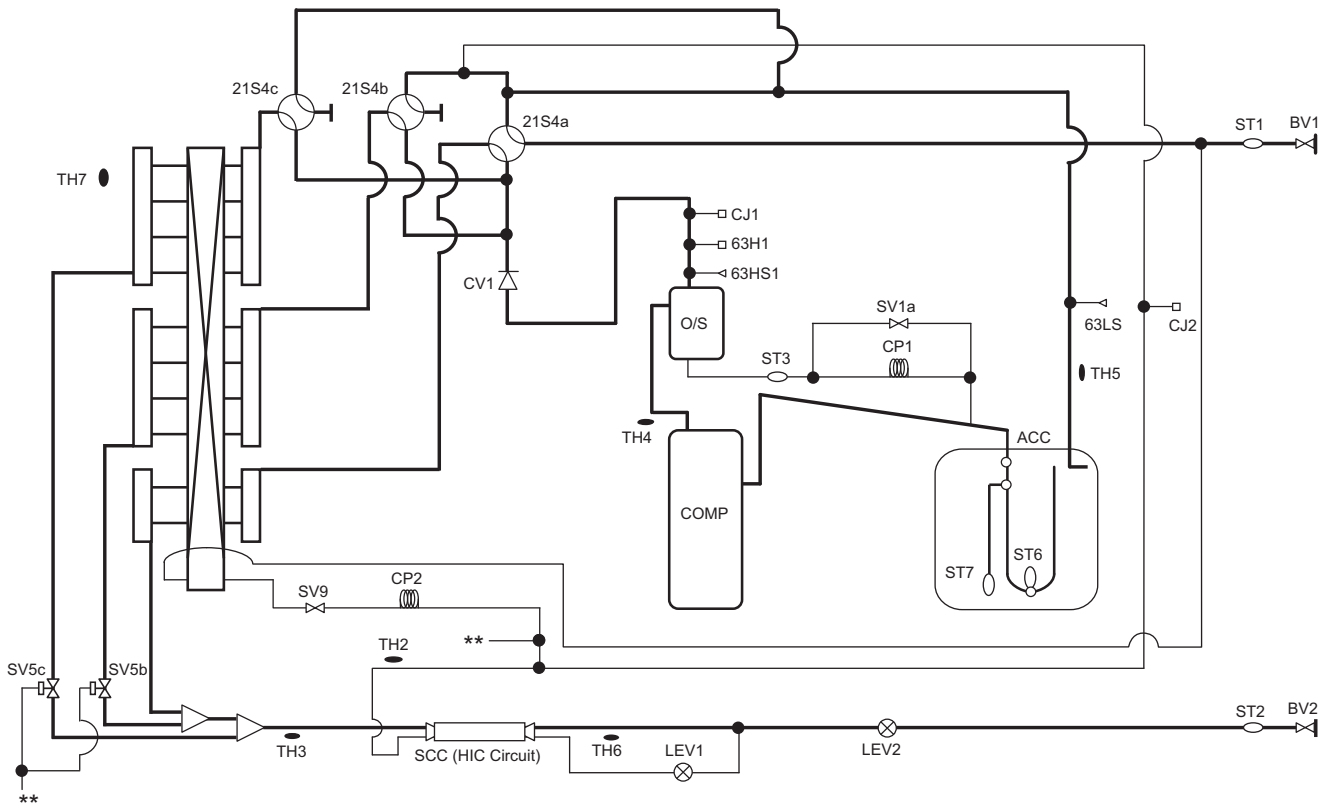 21S4c
21S4b
21S4a
ST1
BV1
TH7
CJ1
63H1
63HS1
CV1
O/S
SV1a
CP1
ST3
63LS
CJ2
TH5
TH4
ACC
COMP
ST6
ST7
CP2
SV9
**
TH2
SV5c
SV5b
TH3
SCC (HIC Circuit)
TH6
LEV1
LEV2
ST2
BV2
**